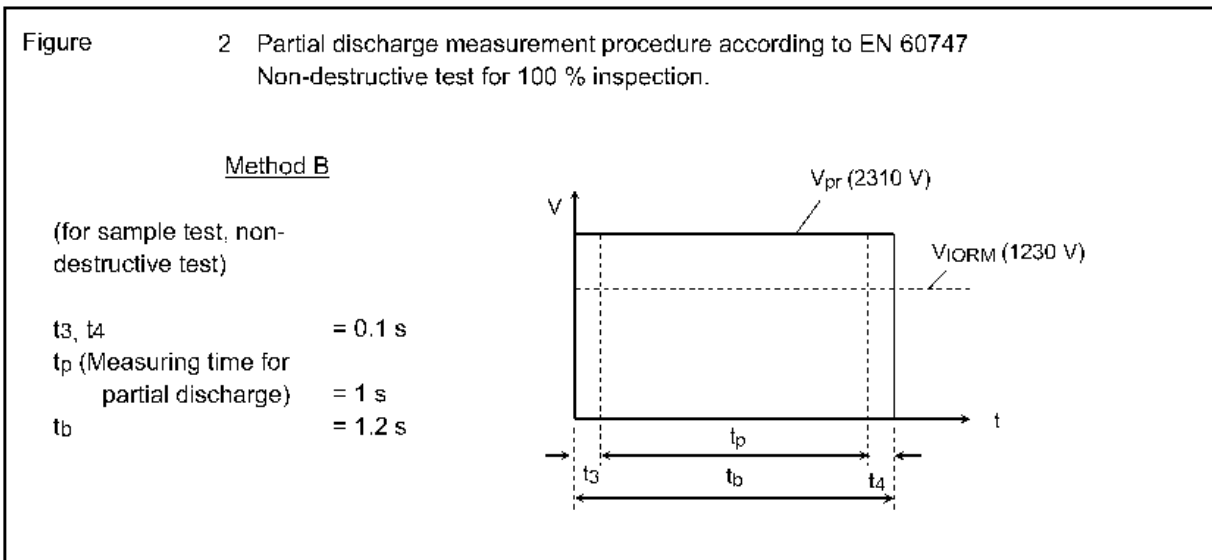 Figure 2 Partial discharge measurement procedure according to EN 60747
Non-destructive test for 100 % inspection.
Method B
(for sample test, non-
destructive test)
t3, t4 = 0.1 s
tp (Measuring time for
partial discharge) = 1 s
tb = 1.2 s
V
Vpr (2310 V)
VIORM (1230 V)
t
t3
tp
tb
t4